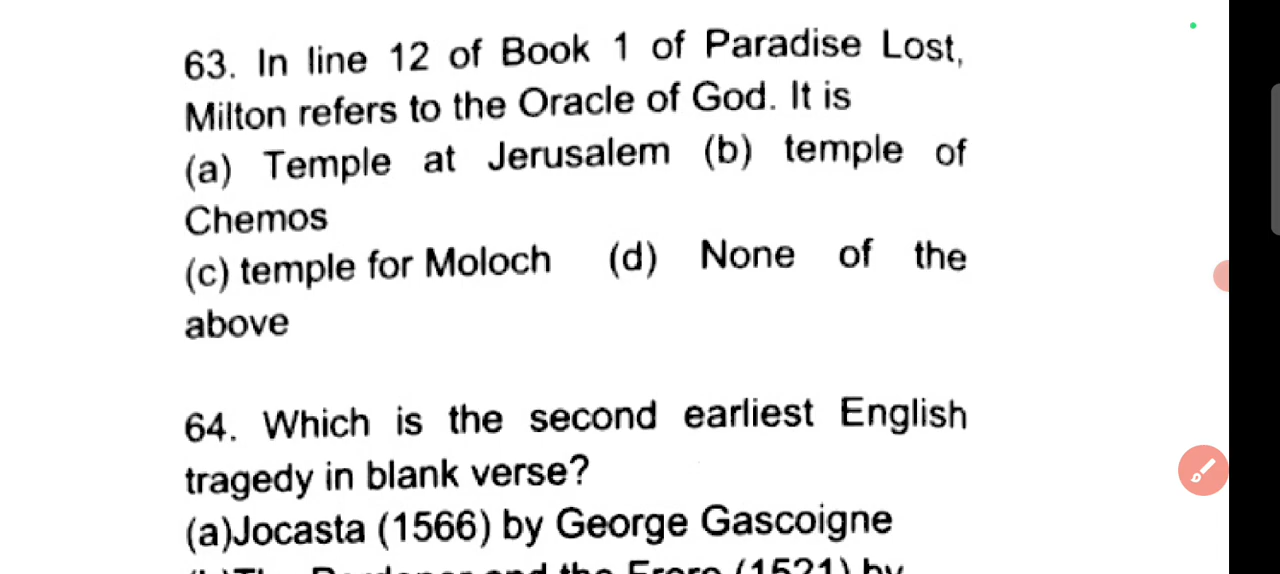 63. In line 12 of Book 1 of Paradise Lost,
Milton refers to the Oracle of God. It is
(a) Temple at Jerusalem (b) temple of
Chemos
(c) temple for Moloch (d) None of the
above
64. Which is the second earliest English
tragedy in blank verse?
(a)Jocasta (1566) by George Gascoigne